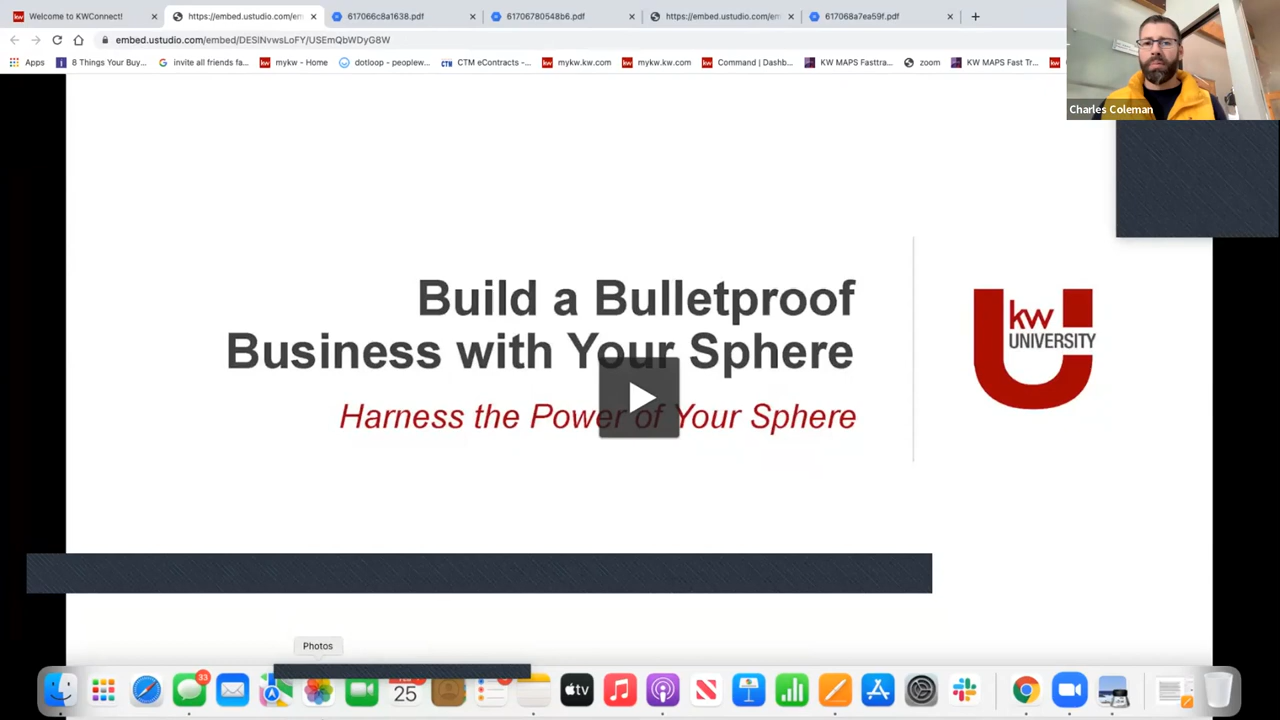 Welcome to KWConnect!
https://embed.ustudio.com/em
617066c8a1638.pdf
61706780548b6.pdf
https://embed.ustudio.com/em
617068a7ea59f.pdf
embed.ustudio.com/embed/DESiNvwsLoFY/USEmQbWDyG8W
Apps
8 Things Your Buy...
invite all friends fa...
mykw - Home
dotloop - peoplew...
CTM eContracts -...
mykw.kw.com
mykw.kw.com
Command | Dashb...
KW MAPS Fasttra...
zoom
KW MAPS Fast Tr...
Charles Coleman
Build a Bulletproof
Business with Your Sphere
Harness the Power of Your Sphere
kw
UNIVERSITY
Photos
33
25
tv